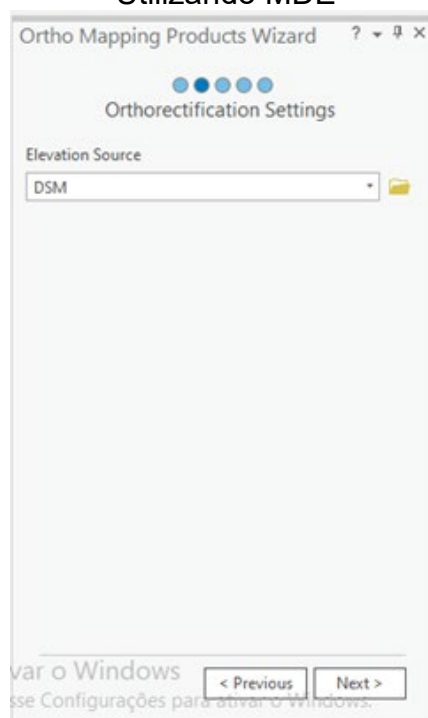 Utilizando MDE
Ortho Mapping Products Wizard
Orthorectification Settings
Elevation Source
DSM
var o Windows
< Previous
Next >
sse Configurações para ativar o Windows.